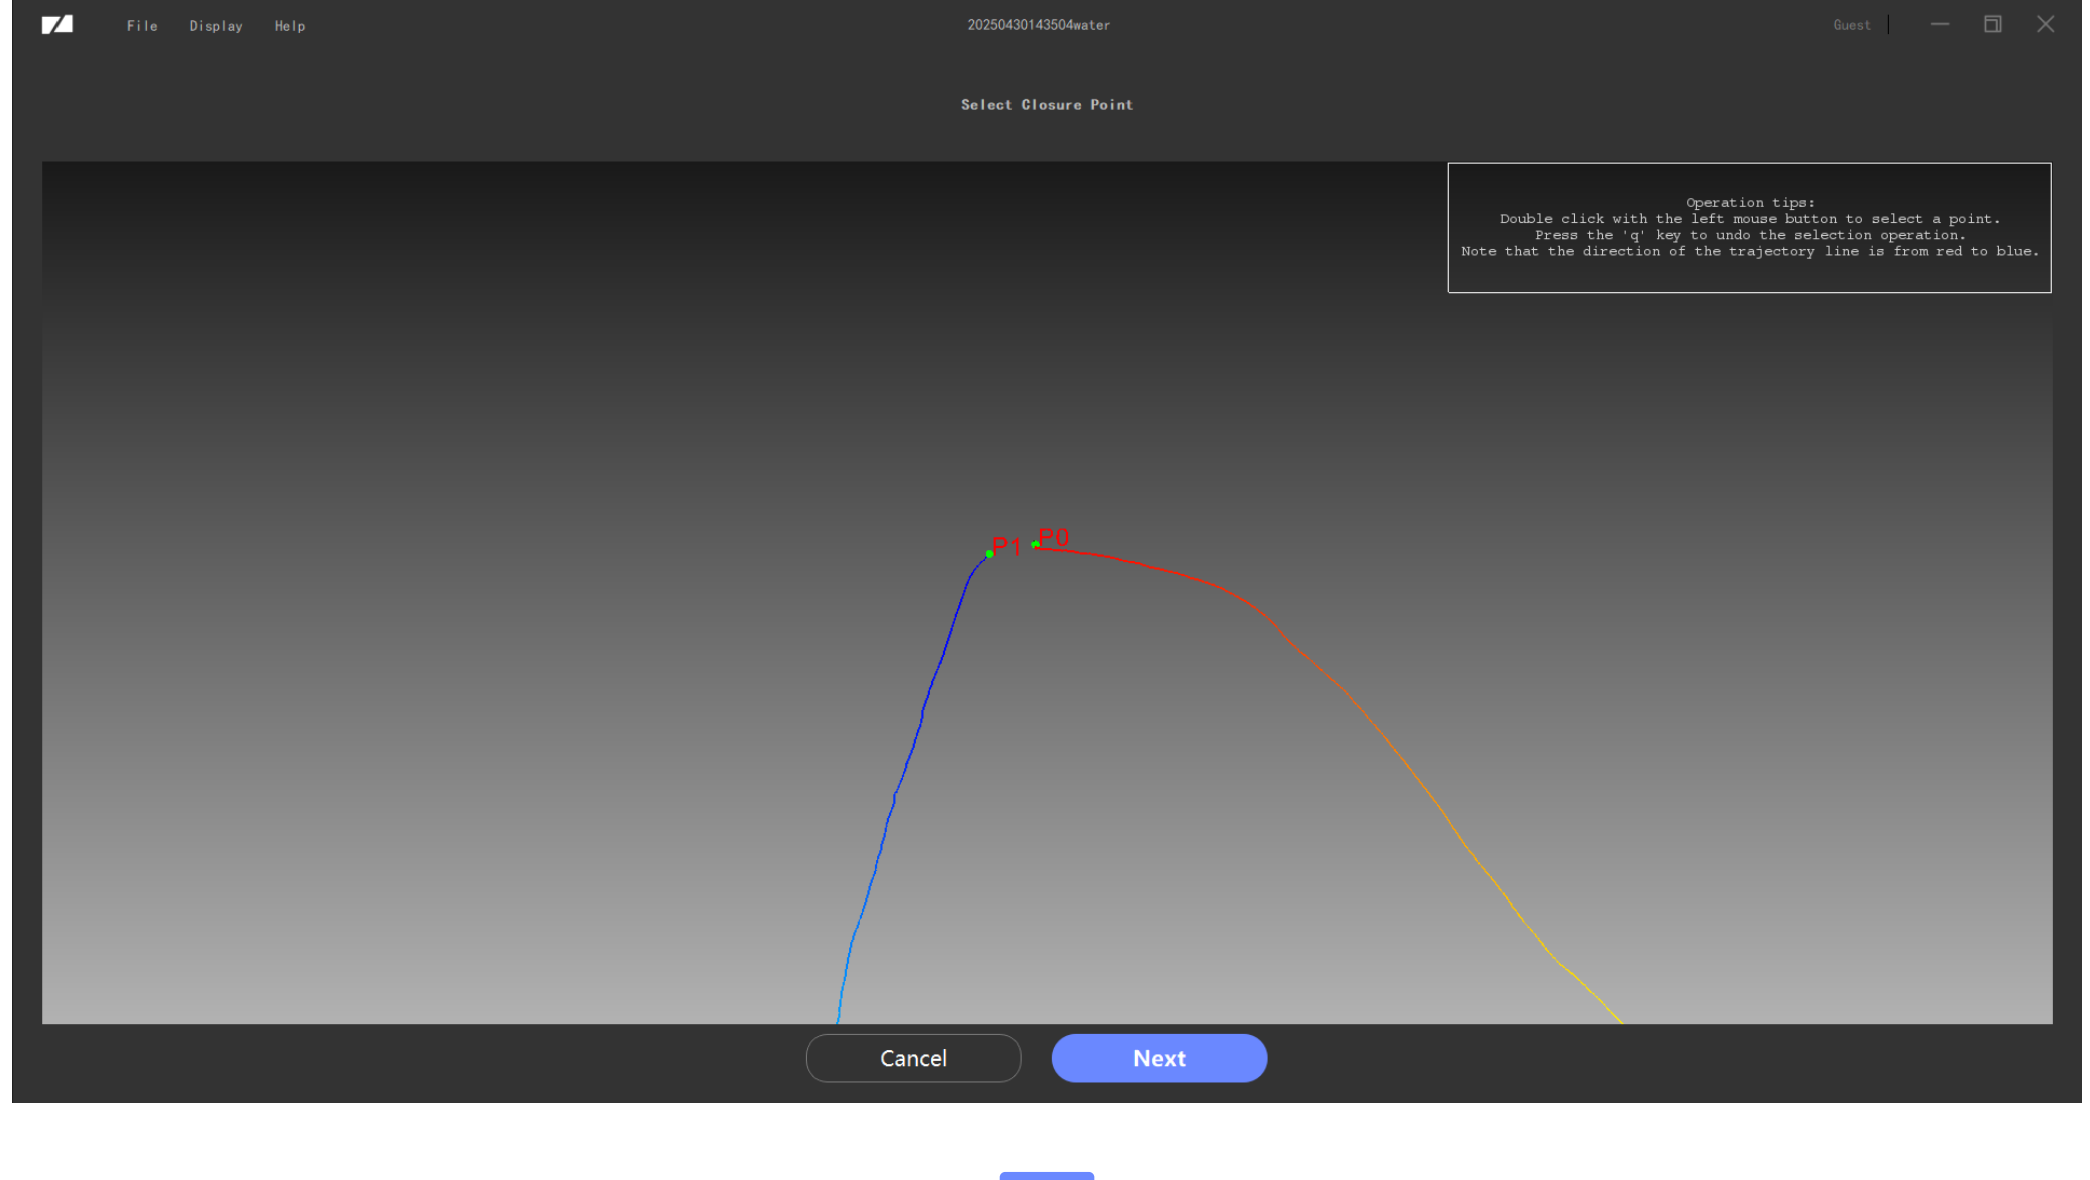 File Display Help 20250430143504water Guest
Select Closure Point
Operation tips:
Double click with the left mouse button to select a point.
Press the 'q' key to undo the selection operation.
Note that the direction of the trajectory line is from red to blue.
P1 P0
Cancel Next